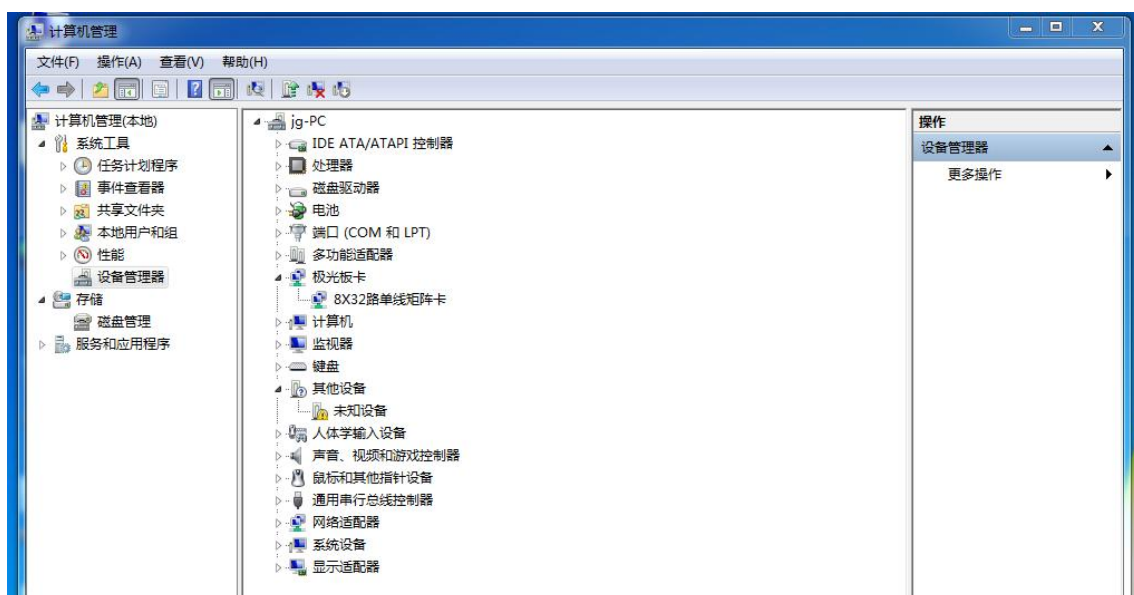 计算机管理
文件(F) 操作(A) 查看(V) 帮助(H)
计算机管理(本地)
系统工具
任务计划程序
事件查看器
共享文件夹
本地用户和组
性能
设备管理器
存储
磁盘管理
服务和应用程序
jg-PC
IDE ATA/ATAPI 控制器
处理器
磁盘驱动器
电池
端口 (COM 和 LPT)
多功能适配器
极光板卡
8X32路单线矩阵卡
计算机
监视器
键盘
其他设备
未知设备
人体学输入设备
声音、视频和游戏控制器
鼠标和其他指针设备
通用串行总线控制器
网络适配器
系统设备
显示适配器
操作
设备管理器
更多操作